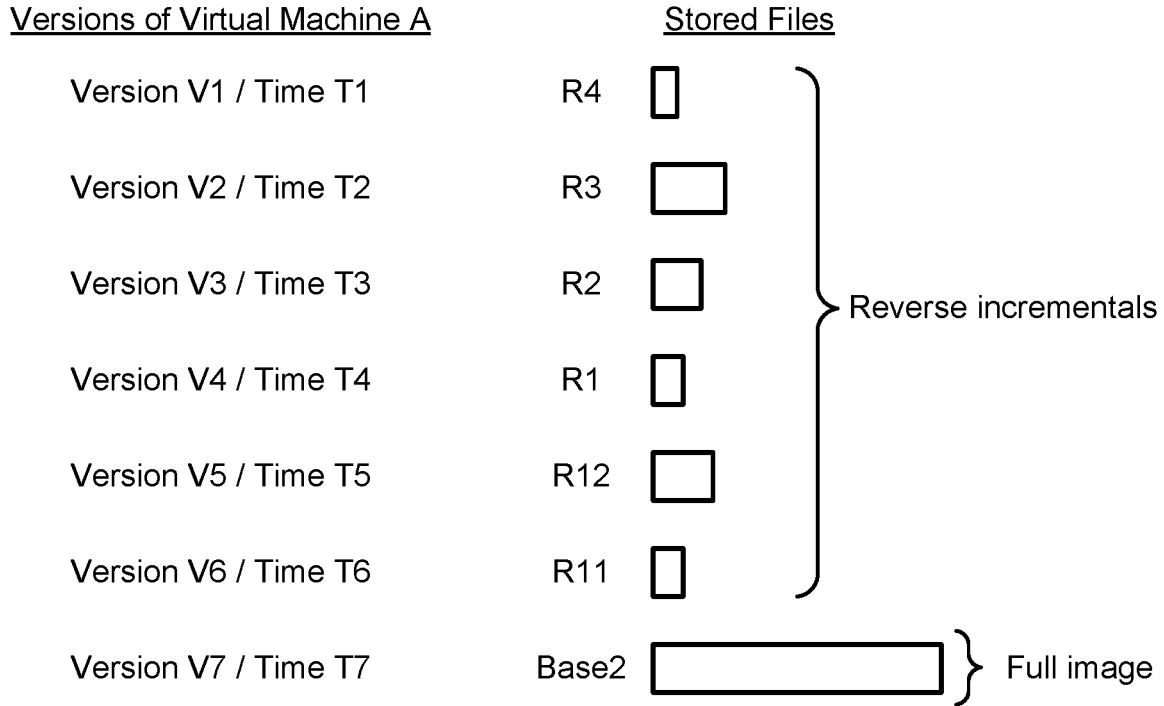 Versions of Virtual Machine A Stored Files
Version V1 / Time T1 R4
Version V2 / Time T2 R3
Version V3 / Time T3 R2
Reverse incrementals
Version V4 / Time T4 R1
Version V5 / Time T5 R12
Version V6 / Time T6 R11
Version V7 / Time T7 Base2 Full image